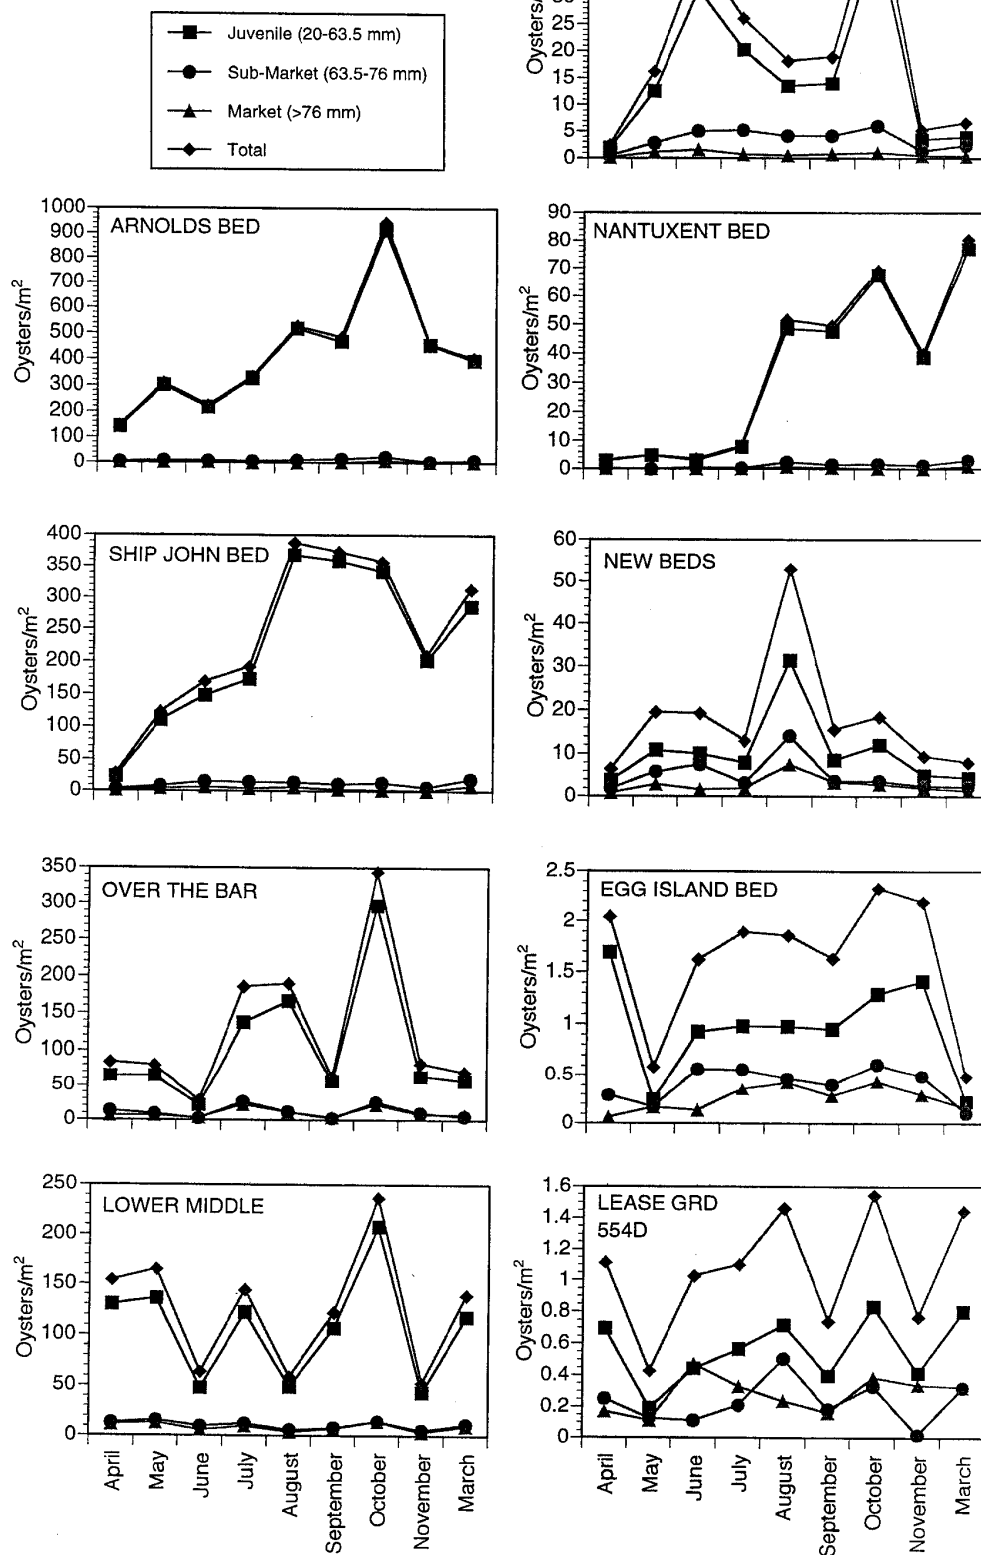 Juvenile (20-63.5 mm)
Sub-Market (63.5-76 mm)
Market (>76 mm)
Total
Oysters/
25
20
15
10
5
0
ARNOLDS BED
Oysters/m²
1000
900
800
700
600
500
400
300
200
100
0
NANTUXENT BED
Oysters/m²
90
80
70
60
50
40
30
20
10
0
SHIP JOHN BED
Oysters/m²
400
350
300
250
200
150
100
50
0
NEW BEDS
Oysters/m²
60
50
40
30
20
10
0
OVER THE BAR
Oysters/m²
350
300
250
200
150
100
50
0
EGG ISLAND BED
Oysters/m²
2.5
2
1.5
1
0.5
0
LOWER MIDDLE
Oysters/m²
250
200
150
100
50
0
April
May
June
July
August
September
October
November
March
LEASE GRD
554D
Oysters/m²
1.6
1.4
1.2
1
0.8
0.6
0.4
0.2
0
April
May
June
July
August
September
October
November
March